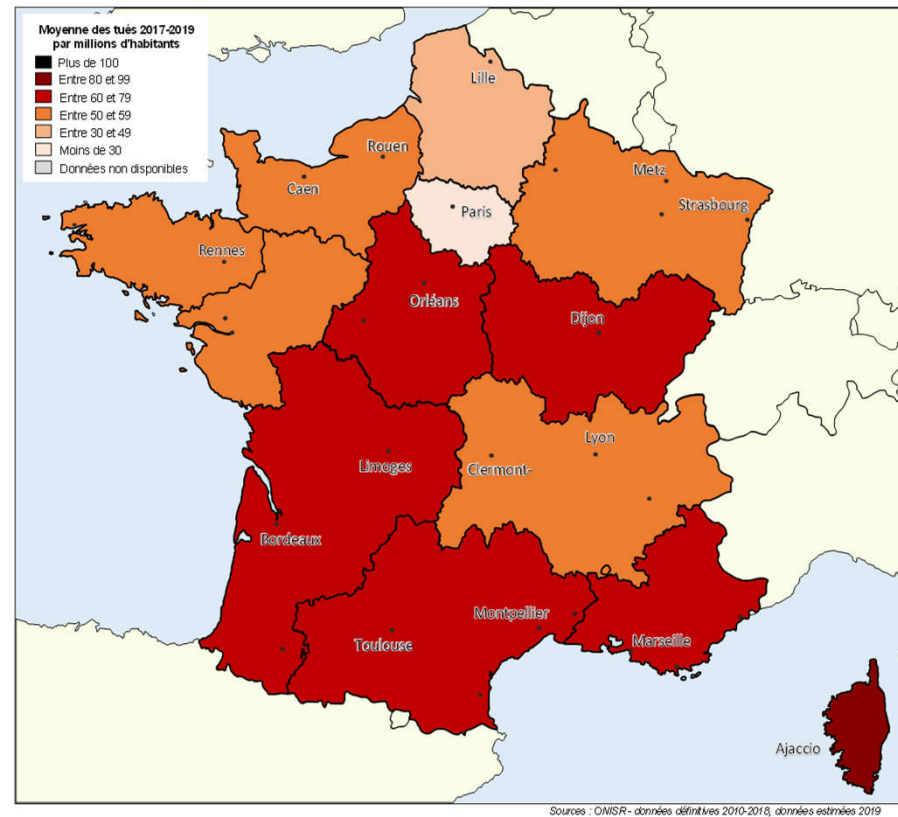 Moyenne des tués 2017-2019
par millions d'habitants
Plus de 100
Entre 80 et 99
Entre 60 et 79
Entre 50 et 59
Entre 30 et 49
Moins de 30
Données non disponibles
Lille
Rouen
Caen
Metz
Paris
Strasbourg
Rennes
Orléans
Dijon
Lyon
Limoges
Clermont-
Bordeaux
Montpellier
Toulouse
Marseille
Ajaccio
Sources : ONISR - données définitives 2010-2018, données estimées 2019